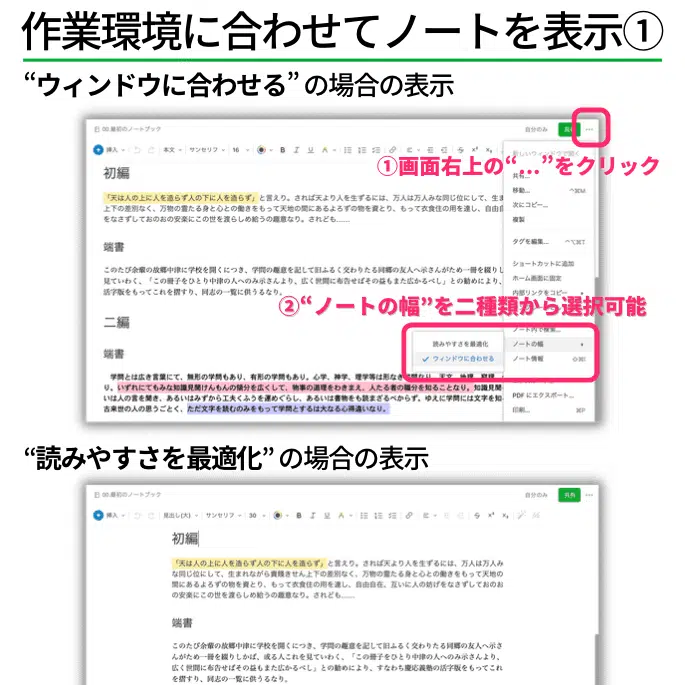 作業環境に合わせてノートを表示①
“ウィンドウに合わせる” の場合の表示
00.最初のノートブック
自分のみ
共有
…
挿入
本文
サンセリフ
16
B I U A
①画面右上の“…”をクリック
共有...
移動...
^⌘M
次にコピー...
複製
タグを編集...
⌥⌘T
ショートカットに追加
ホーム画面に固定
内部リンクをコピー
②“ノートの幅”を二種類から選択可能
ノート内で検索...
ノートの幅
読みやすさを最適化
✓ ウィンドウに合わせる
ノート情報
⇧⌘I
PDF にエクスポート...
印刷...
⌘P
初編
「天は人の上に人を造らず人の下に人を造らず」と言えり。されば天より人を生ずるには、万人は万人みな同じ位にして、生ま
上下の差別なく、万物の霊たる身と心との働きをもって天地の間にあるよろずの物を資とり、もって衣食住の用を達し、自由自
をなさずしておのおの安楽にこの世を渡らしめ給うの趣意なり。されども……
端書
このたび余輩の故郷中津に学校を開くにつき、学問の趣意を記して旧ふるく交わりたる同郷の友人へ示さんがため一冊を綴りし
見ていわく、「この冊子をひとり中津の人へのみ示さんより、広く世間に布告せばその益もまた広かるべし」との勧めにより、
活字版をもってこれを摺り、同志の一覧に供うるなり。
二編
端書
学問とは広き言葉にて、無形の学問もあり、有形の学問もあり。心学、神学、理学等は形なき
り。いずれにてもみな知識見聞けんもんの領分を広くして、物事の道理をわきまえ、人たる者の職分を知ることなり。知識見聞
いは人の言を聞き、あるいはみずから工夫くふうを運めぐらし、あるいは書物をも読まざるべからず。ゆえに学問には文字を知
古来世の人の思うごとく、ただ文字を読むのみをもって学問とするは大なる心得違いなり。
“読みやすさを最適化” の場合の表示
00.最初のノートブック
自分のみ
共有
…
挿入
見出し(大)
サンセリフ
30
B I U A
初編
「天は人の上に人を造らず人の下に人を造らず」と言えり。されば天より人を生ずるには、万人は万人み
な同じ位にして、生まれながら貴賤きせん上下の差別なく、万物の霊たる身と心との働きをもって天地の
間にあるよろずの物を資とり、もって衣食住の用を達し、自由自在、互いに人の妨げをなさずしておのお
の安楽にこの世を渡らしめ給うの趣意なり。されども……
端書
このたび余輩の故郷中津に学校を開くにつき、学問の趣意を記して旧ふるく交わりたる同郷の友人へ示さ
んがため一冊を綴りしかば、或る人これを見ていわく、「この冊子をひとり中津の人へのみ示さんより、
広く世間に布告せばその益もまた広かるべし」との勧めにより、すなわち慶応義塾の活字版をもってこれ
を摺り、同志の一覧に供うるなり。